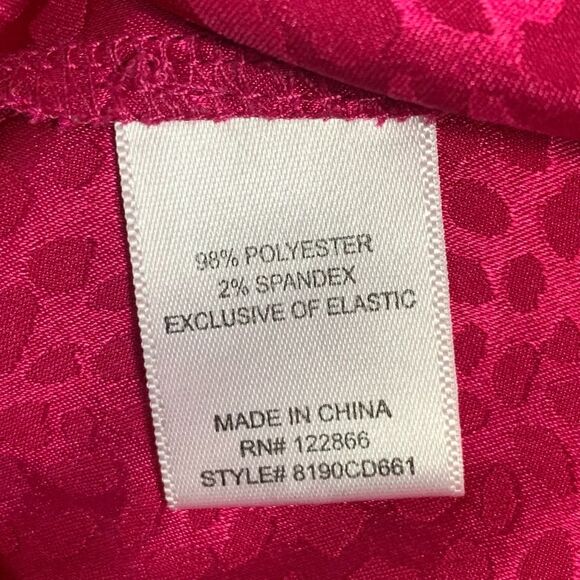 98% POLYESTER
2% SPANDEX
EXCLUSIVE OF ELASTIC
MADE IN CHINA
RN# 122866
STYLE# 8190CD661